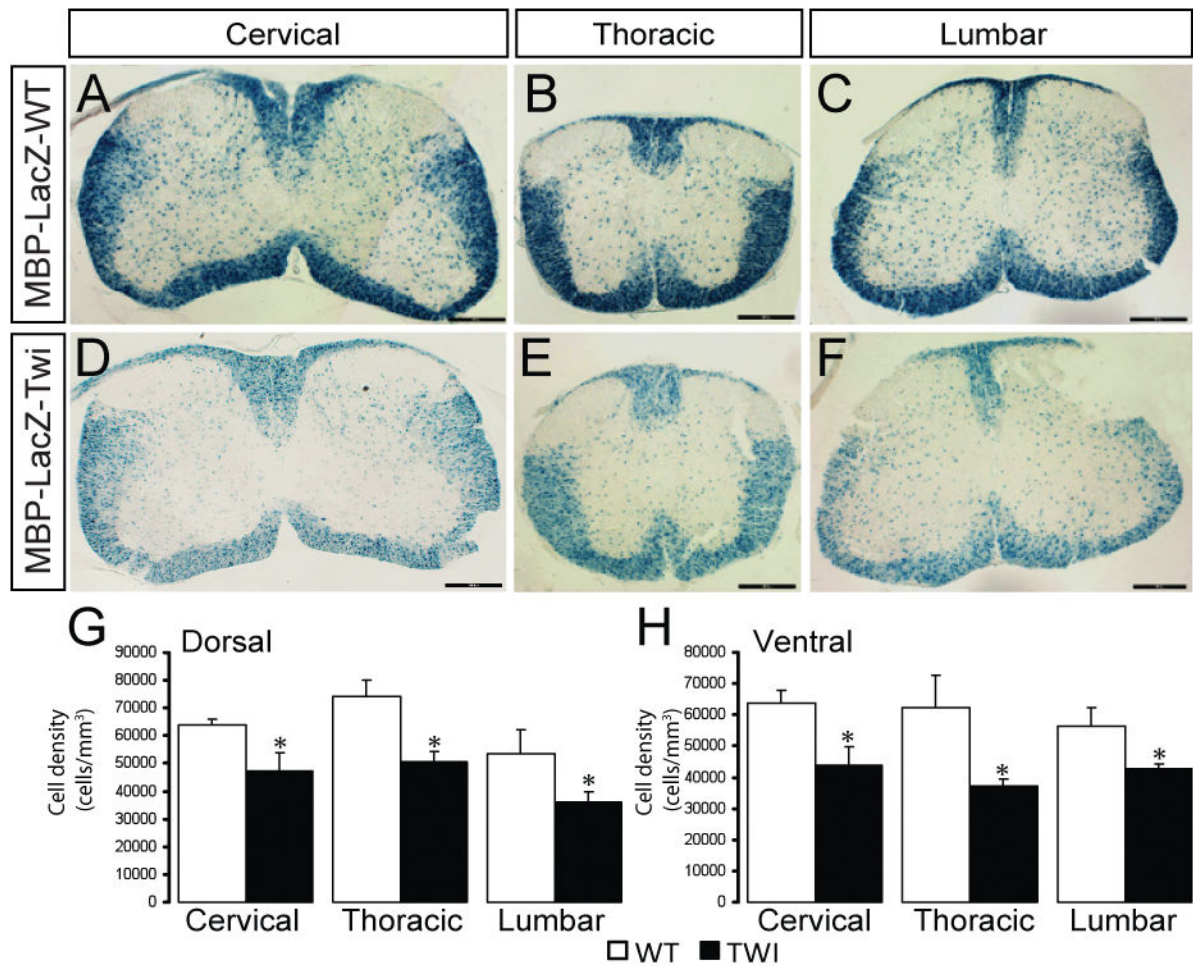 Cervical Thoracic Lumbar
MBP-LacZ-WT
A B C
MBP-LacZ-Twi
D E F
G Dorsal
Cell density
(cells/mm³)
90000
80000
70000
60000
50000
40000
30000
20000
10000
0
* * *
Cervical Thoracic Lumbar
H Ventral
Cell density
(cells/mm³)
80000
70000
60000
50000
40000
30000
20000
10000
0
* * *
Cervical Thoracic Lumbar
WT TWI